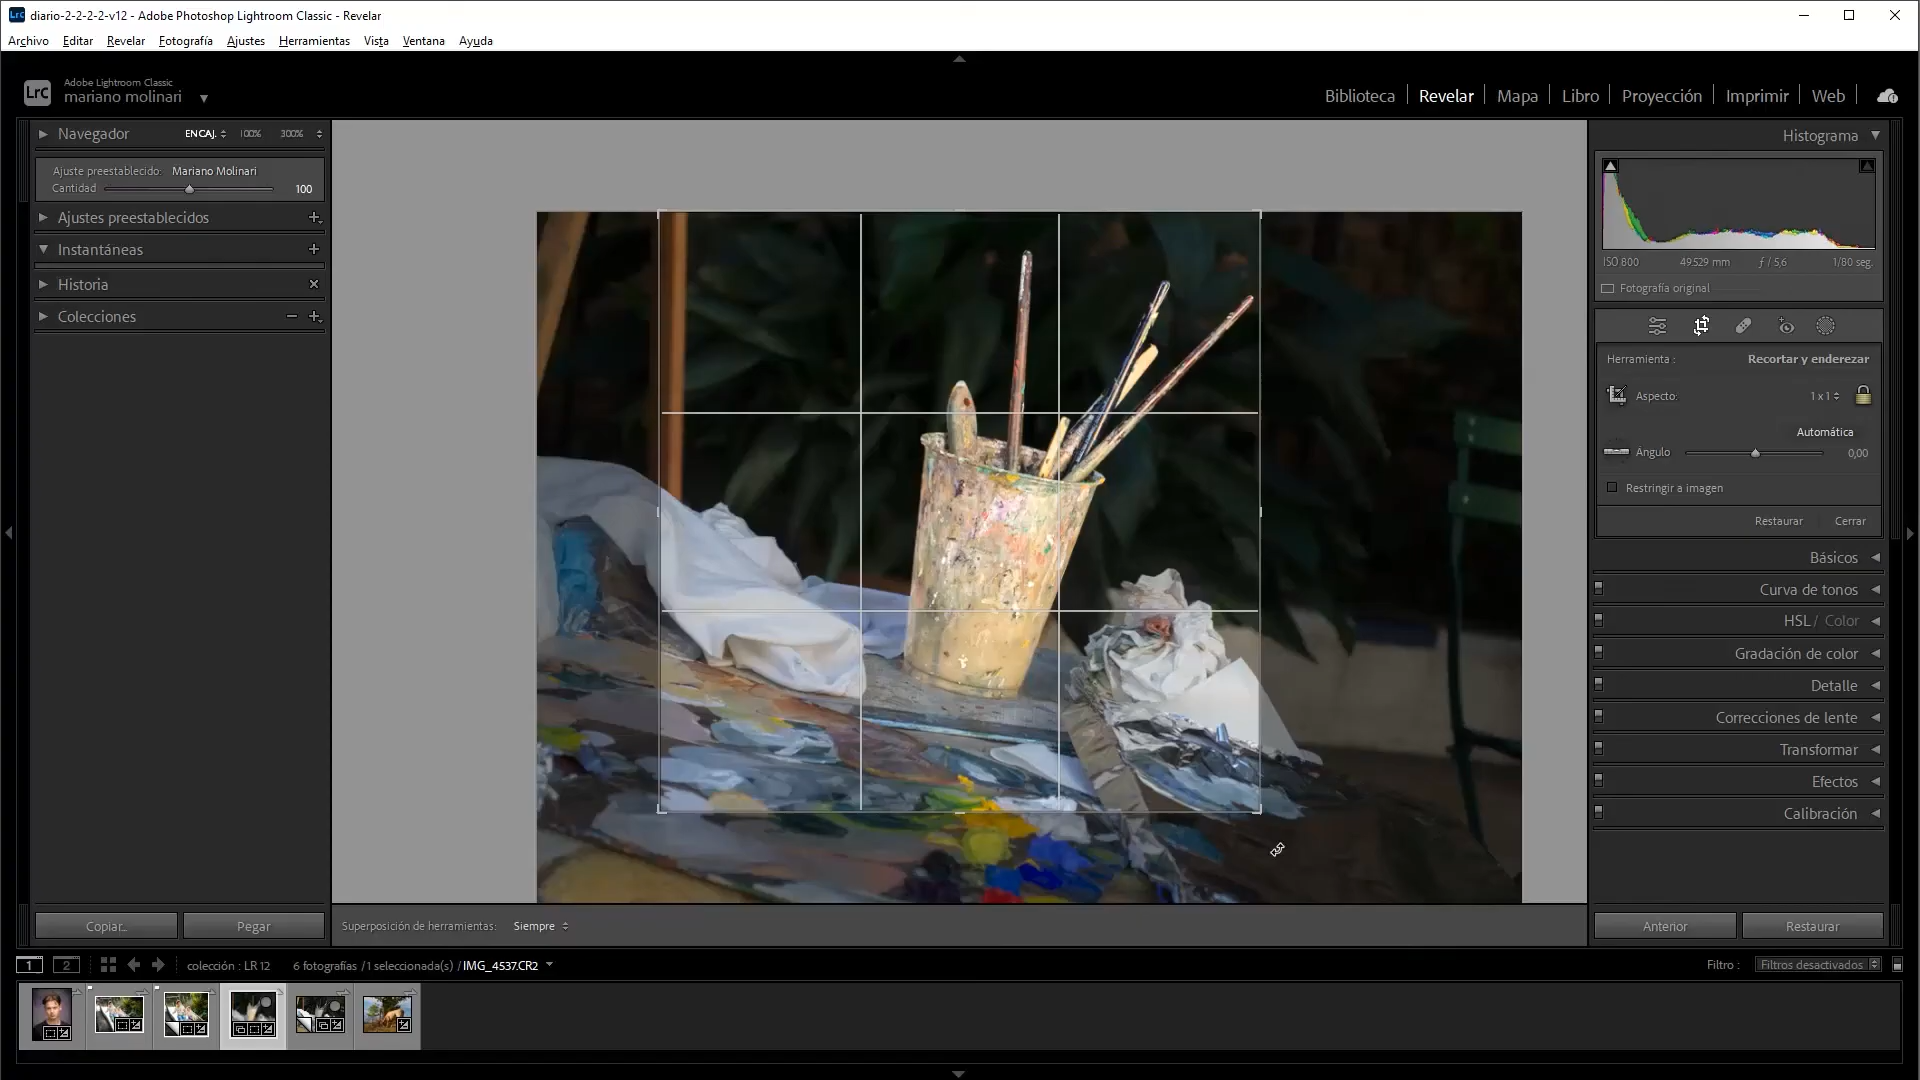 diario-2-2-2-2-v12 - Adobe Photoshop Lightroom Classic - Revelar
Archivo Editar Revelar Fotografía Ajustes Herramientas Vista Ventana Ayuda
LrC
Adobe Lightroom Classic
mariano molinari
Biblioteca Revelar Mapa Libro Proyección Imprimir Web
Navegador ENCAJ. 100% 300%
Ajuste preestablecido: Mariano Molinari
Cantidad 100
Ajustes preestablecidos
Instantáneas
Historia
Colecciones
Histograma
ISO 800 49529 mm ƒ / 5,6 1/80 seg.
Fotografía original
Herramienta : Recortar y enderezar
Aspecto: 1 x 1
Automática
Ángulo 0,00
Restringir a imagen
Restaurar Cerrar
Básicos
Curva de tonos
HSL / Color
Gradación de color
Detalle
Correcciones de lente
Transformar
Efectos
Calibración
Copiar... Pegar
Superposición de herramientas: Siempre
Anterior Restaurar
1 2 colección : LR 12 6 fotografías / 1 seleccionada(s) / IMG_4537.CR2
Filtro : Filtros desactivados